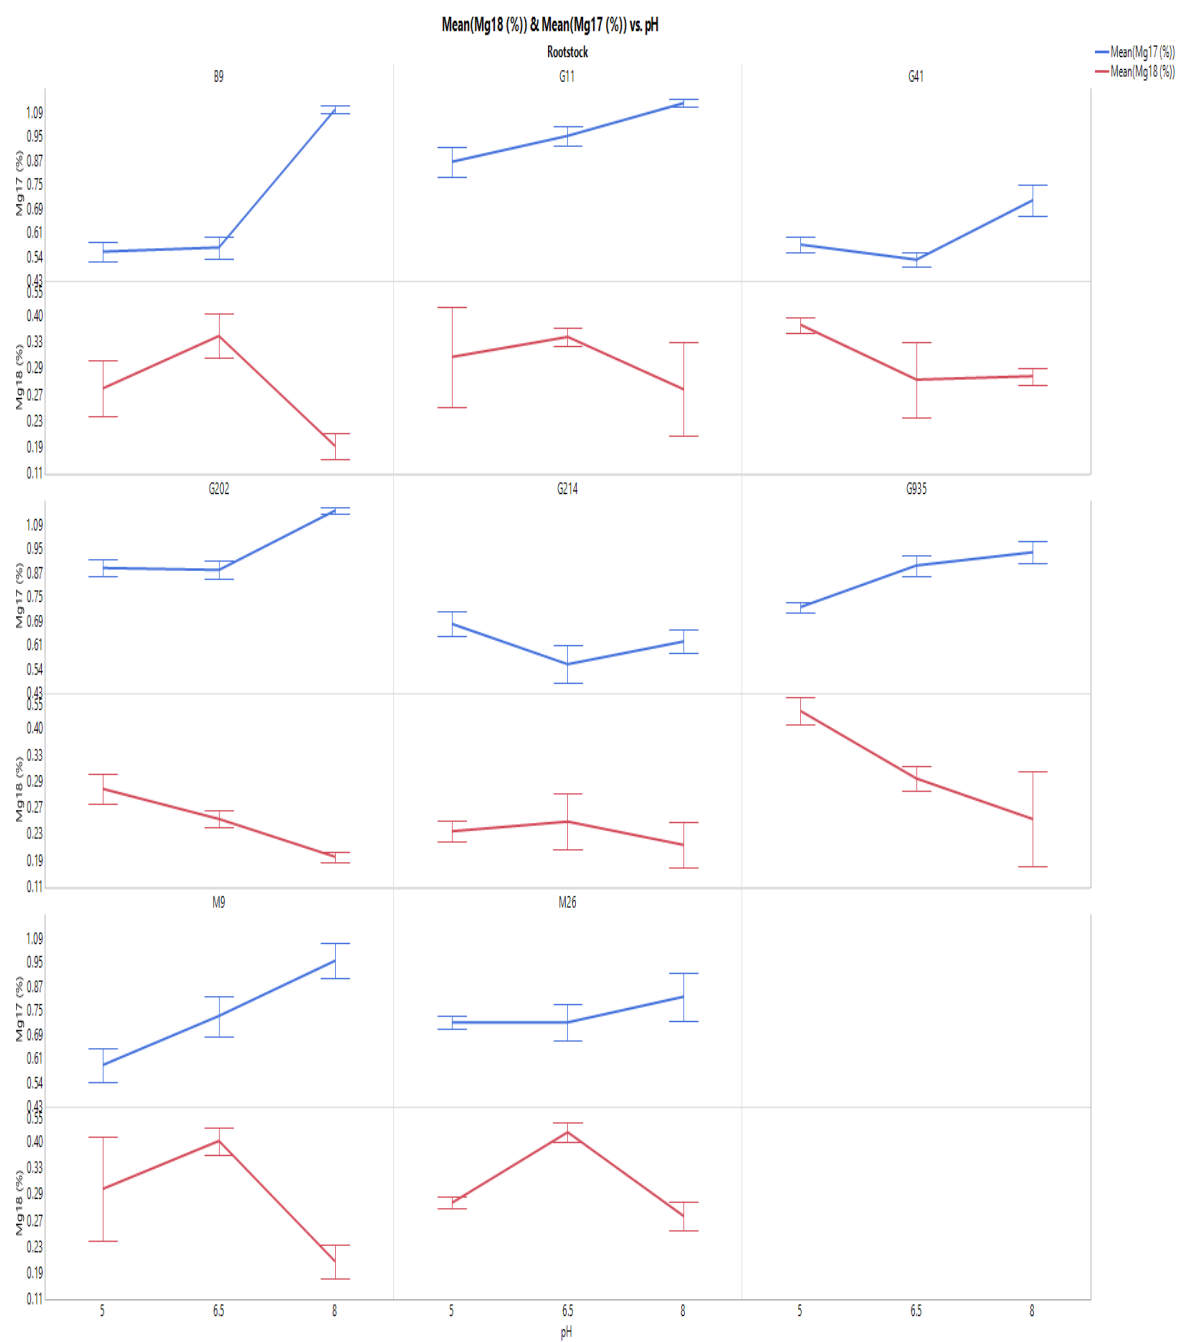 Mean(Mg18 (%)) & Mean(Mg17 (%)) vs. pH
Rootstock
Mean(Mg17 (%))
Mean(Mg18 (%))
B9
G11
G41
Mg17 (%)
1.09
0.95
0.87
0.75
0.69
0.61
0.54
0.43
Mg18 (%)
0.55
0.40
0.33
0.29
0.27
0.23
0.19
0.11
G202
G214
G935
Mg17 (%)
1.09
0.95
0.87
0.75
0.69
0.61
0.54
0.43
Mg18 (%)
0.55
0.40
0.33
0.29
0.27
0.23
0.19
0.11
M9
M26
Mg17 (%)
1.09
0.95
0.87
0.75
0.69
0.61
0.54
0.43
Mg18 (%)
0.55
0.40
0.33
0.29
0.27
0.23
0.19
0.11
5 6.5 8 5 6.5 8 5 6.5 8
pH